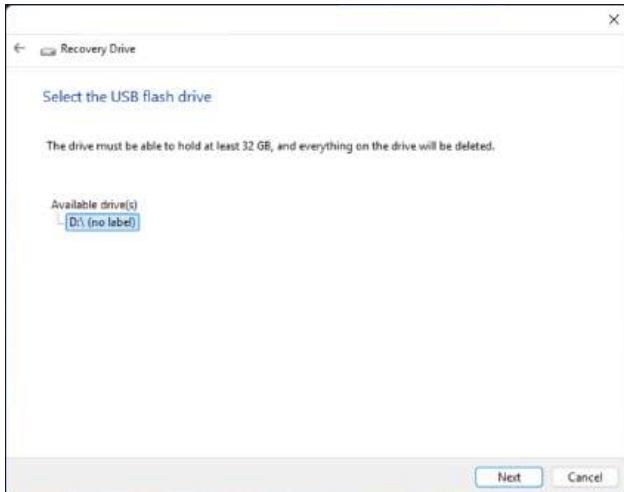 Recovery Drive
Select the USB flash drive
The drive must be able to hold at least 32 GB, and everything on the drive will be deleted.
Available drive(s)
D:\ (no label)
Next Cancel